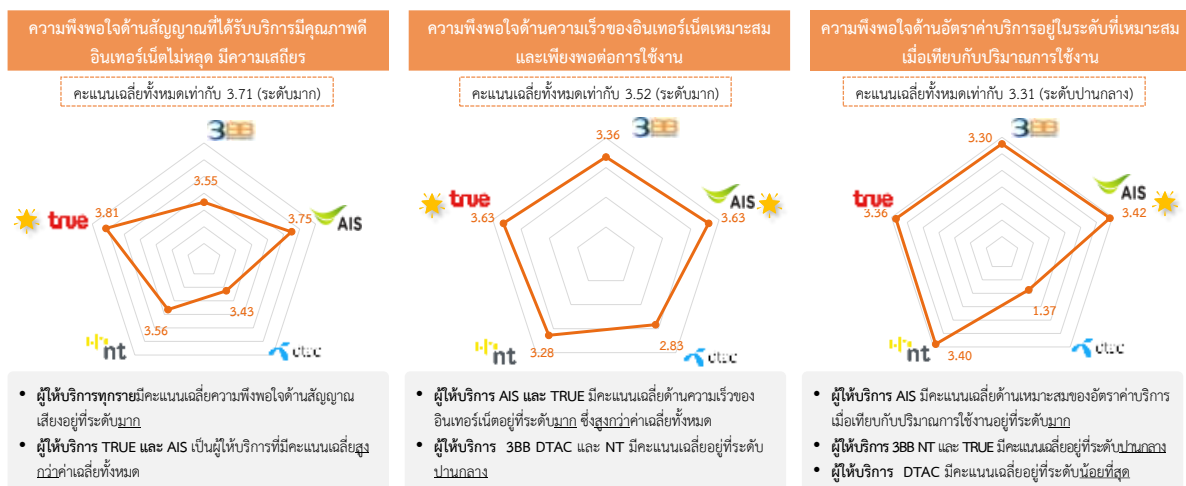 ความพึงพอใจด้านสัญญาณที่ได้รับบริการมีคุณภาพดี
อินเทอร์เน็ตไม่หลุด มีความเสถียร
คะแนนเฉลี่ยทั้งหมดเท่ากับ 3.71 (ระดับมาก)
3BB
3.55
true
3.81
3.75
AIS
3.56
3.43
nt
dtac
• ผู้ให้บริการทุกรายมีคะแนนเฉลี่ยความพึงพอใจด้านสัญญาณ
เสียงอยู่ที่ระดับมาก
• ผู้ให้บริการ TRUE และ AIS เป็นผู้ให้บริการที่มีคะแนนเฉลี่ยสูง
กว่าค่าเฉลี่ยทั้งหมด
ความพึงพอใจด้านความเร็วของอินเทอร์เน็ตเหมาะสม
และเพียงพอต่อการใช้งาน
คะแนนเฉลี่ยทั้งหมดเท่ากับ 3.52 (ระดับมาก)
3BB
3.36
true
3.63
AIS
3.63
nt
3.28
2.83
dtac
• ผู้ให้บริการ AIS และ TRUE มีคะแนนเฉลี่ยด้านความเร็วของ
อินเทอร์เน็ตอยู่ที่ระดับมาก ซึ่งสูงกว่าค่าเฉลี่ยทั้งหมด
• ผู้ให้บริการ 3BB DTAC และ NT มีคะแนนเฉลี่ยอยู่ที่ระดับ
ปานกลาง
ความพึงพอใจด้านอัตราค่าบริการอยู่ในระดับที่เหมาะสม
เมื่อเทียบกับปริมาณการใช้งาน
คะแนนเฉลี่ยทั้งหมดเท่ากับ 3.31 (ระดับปานกลาง)
3BB
3.30
true
3.36
AIS
3.42
1.37
nt
3.40
dtac
• ผู้ให้บริการ AIS มีคะแนนเฉลี่ยด้านเหมาะสมของอัตราค่าบริการ
เมื่อเทียบกับปริมาณการใช้งานอยู่ที่ระดับมาก
• ผู้ให้บริการ 3BB NT และ TRUE มีคะแนนเฉลี่ยอยู่ที่ระดับปานกลาง
• ผู้ให้บริการ DTAC มีคะแนนเฉลี่ยอยู่ที่ระดับน้อยที่สุด